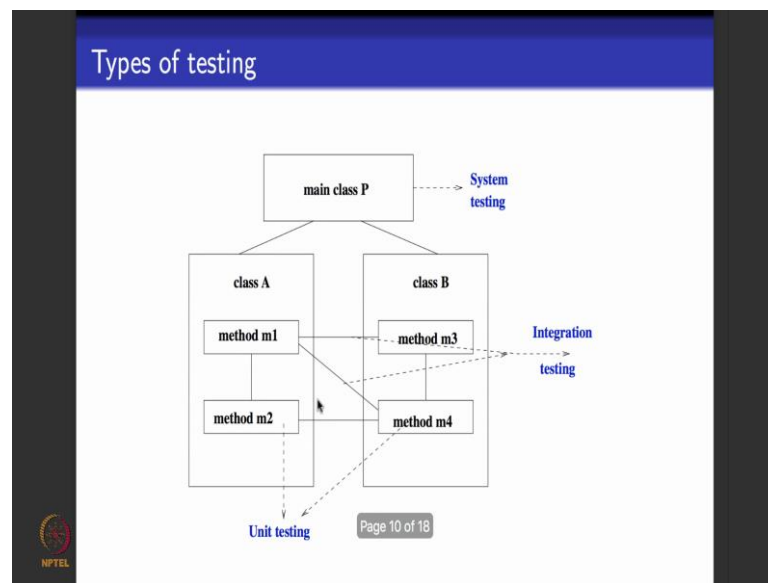 Types of testing
main class P
System
testing
class A
class B
method m1
method m3
Integration
testing
method m2
method m4
Unit testing
Page 10 of 18
NPTEL